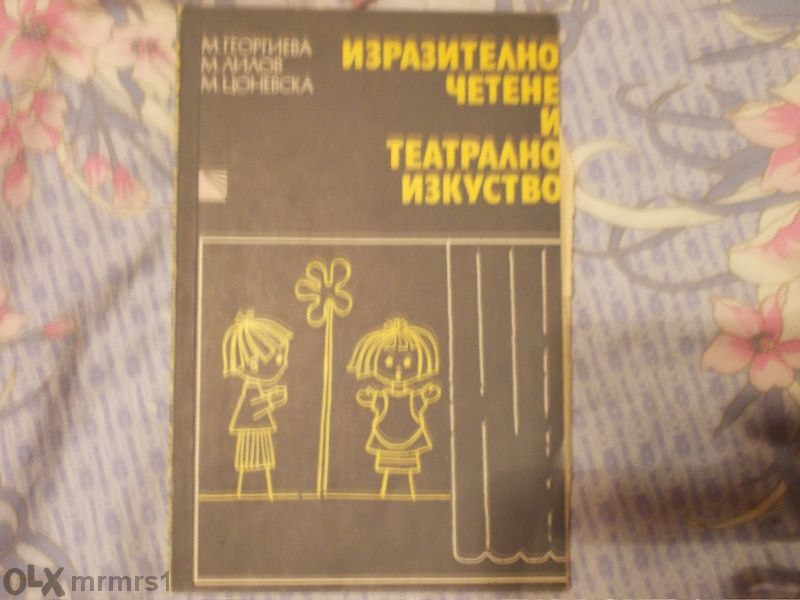 М. ГЕОРГИЕВА
М. ЛИЛОВ
М. ЦОНЕВСКА
ИЗРАЗИТЕЛНО
ЧЕТЕНЕ
И
ТЕАТРАЛНО
ИЗКУСТВО
OLX mrmrs1